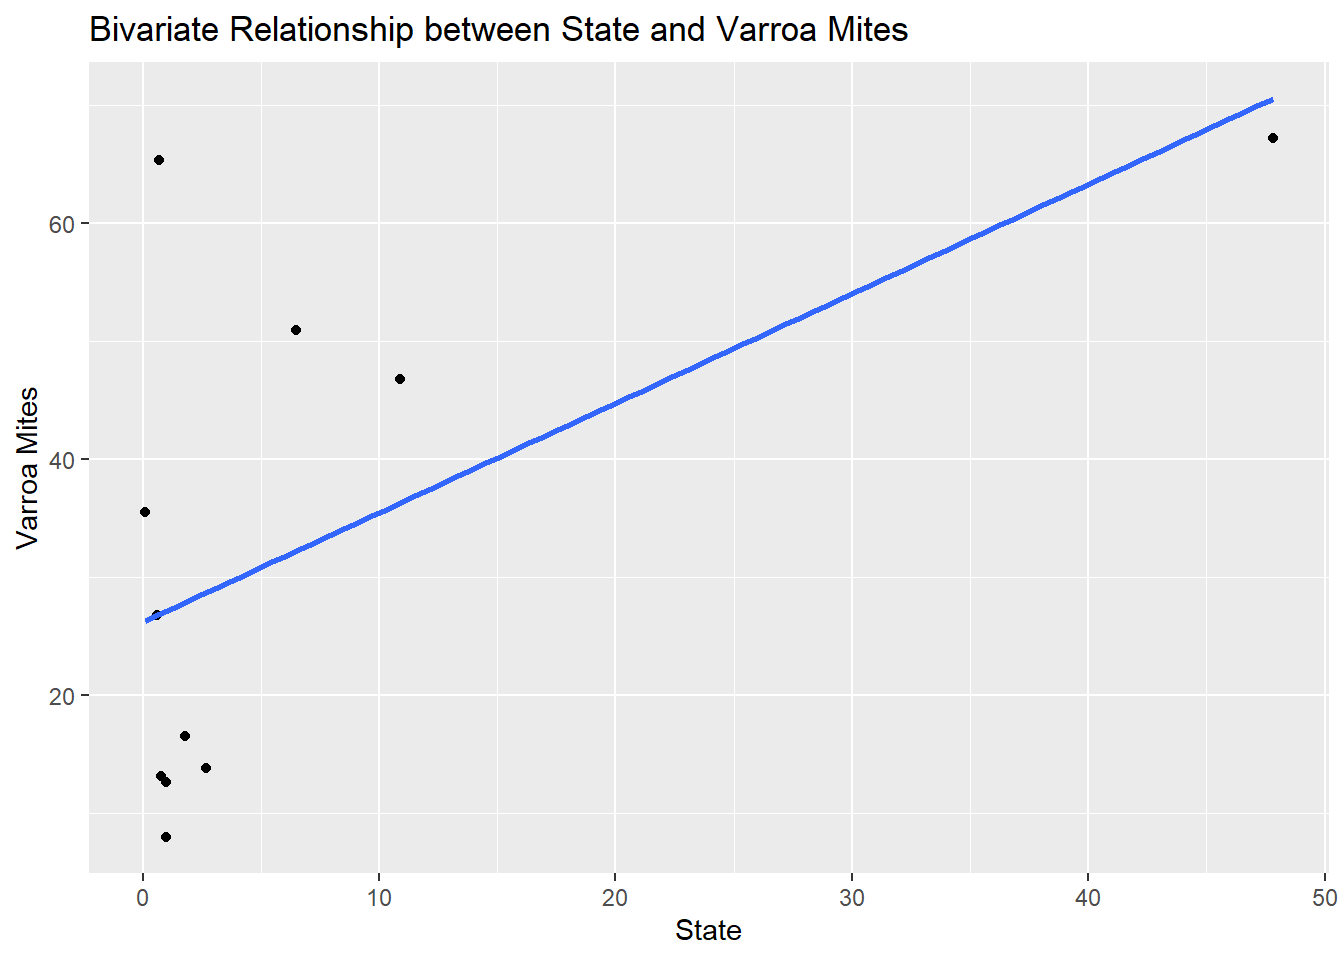 Bivariate Relationship between State and Varroa Mites
Varroa Mites
60
40
20
0 10 20 30 40 50
State